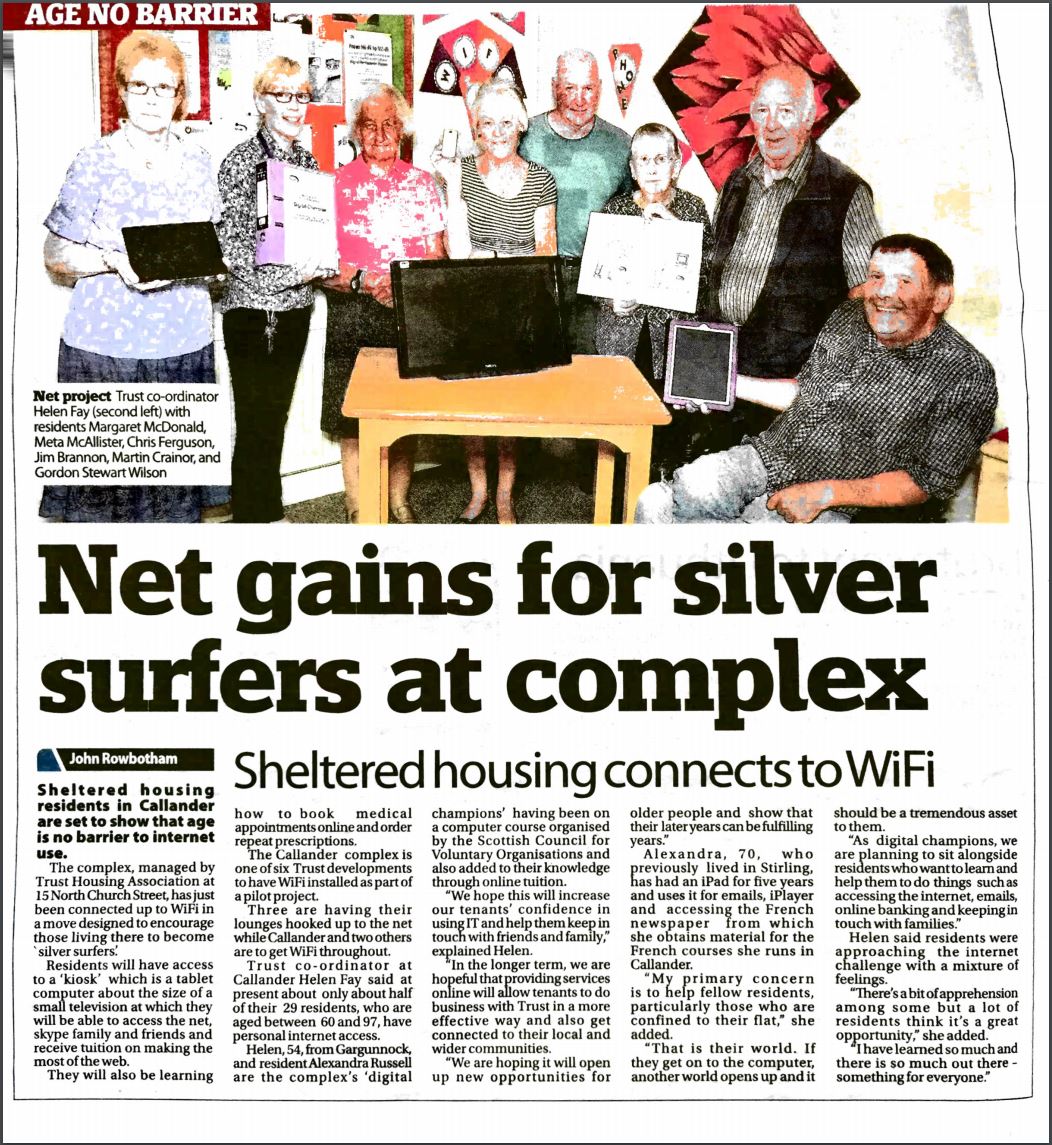 AGE NO BARRIER
Net project Trust co-ordinator
Helen Fay (second left) with
residents Margaret McDonald,
Meta McAllister, Chris Ferguson,
Jim Brannon, Martin Crainor, and
Gordon Stewart Wilson
Net gains for silver
surfers at complex
John Rowbotham
Sheltered housing connects to WiFi
Sheltered housing
residents in Callander
are set to show that age
is no barrier to internet
use.
The complex, managed by
Trust Housing Association at
15 North Church Street, has just
been connected up to WiFi in
a move designed to encourage
those living there to become
'silver surfers'.
Residents will have access
to a 'kiosk' which is a tablet
computer about the size of a
small television at which they
will be able to access the net,
skype family and friends and
receive tuition on making the
most of the web.
They will also be learning
how to book medical
appointments online and order
repeat prescriptions.
The Callander complex is
one of six Trust developments
to have WiFi installed as part of
a pilot project.
Three are having their
lounges hooked up to the net
while Callander and two others
are to get WiFi throughout.
Trust co-ordinator at
Callander Helen Fay said at
present about only about half
of their 29 residents, who are
aged between 60 and 97, have
personal internet access.
Helen, 54, from Gargunnock,
and resident Alexandra Russell
are the complex's 'digital
champions' having been on
a computer course organised
by the Scottish Council for
Voluntary Organisations and
also added to their knowledge
through online tuition.
"We hope this will increase
our tenants' confidence in
using IT and help them keep in
touch with friends and family,"
explained Helen.
"In the longer term, we are
hopeful that providing services
online will allow tenants to do
business with Trust in a more
effective way and also get
connected to their local and
wider communities.
"We are hoping it will open
up new opportunities for
older people and show that
their later years can be fulfilling
years."
Alexandra, 70, who
previously lived in Stirling,
has had an iPad for five years
and uses it for emails, iPlayer
and accessing the French
newspaper from which
she obtains material for the
French courses she runs in
Callander.
"My primary concern
is to help fellow residents,
particularly those who are
confined to their flat," she
added.
"That is their world. If
they get on to the computer,
another world opens up and it
should be a tremendous asset
to them.
"As digital champions, we
are planning to sit alongside
residents who want to learn and
help them to do things such as
accessing the internet, emails,
online banking and keeping in
touch with families."
Helen said residents were
approaching the internet
challenge with a mixture of
feelings.
"There's a bit of apprehension
among some but a lot of
residents think it's a great
opportunity," she added.
"I have learned so much and
there is so much out there -
something for everyone."